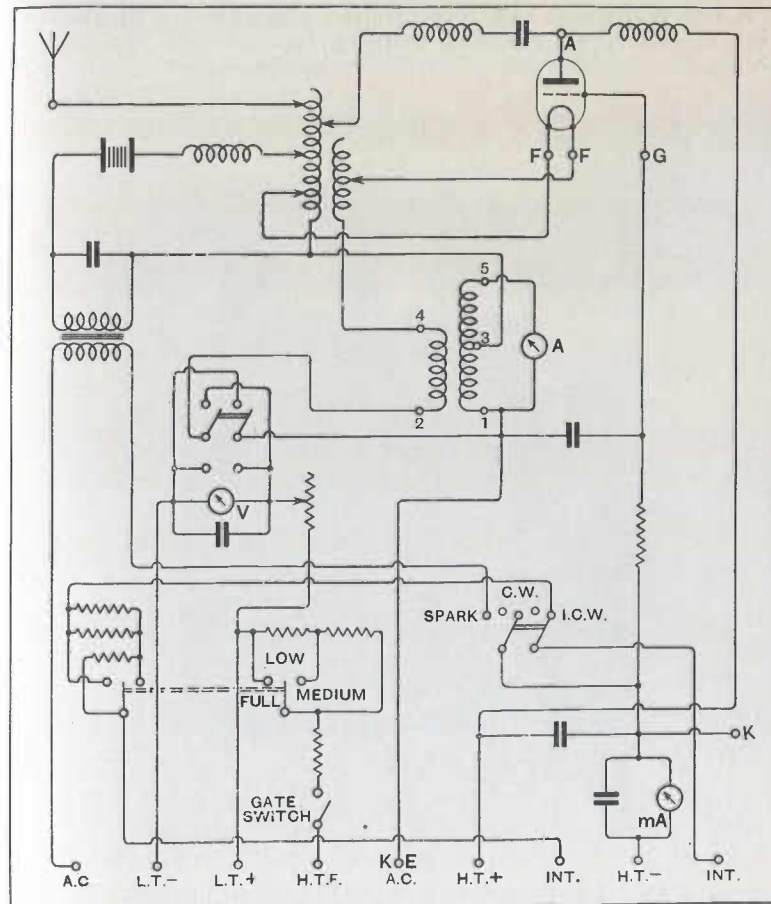 A
F F G
5
4
3 A
2 1
V
C.W.
SPARK I.C.W.
LOW
MEDIUM
FULL
K
GATE
SWITCH
mA
A.C L.T.− L.T.+ H.T.F. K E A.C. H.T.+ INT. H.T.− INT.